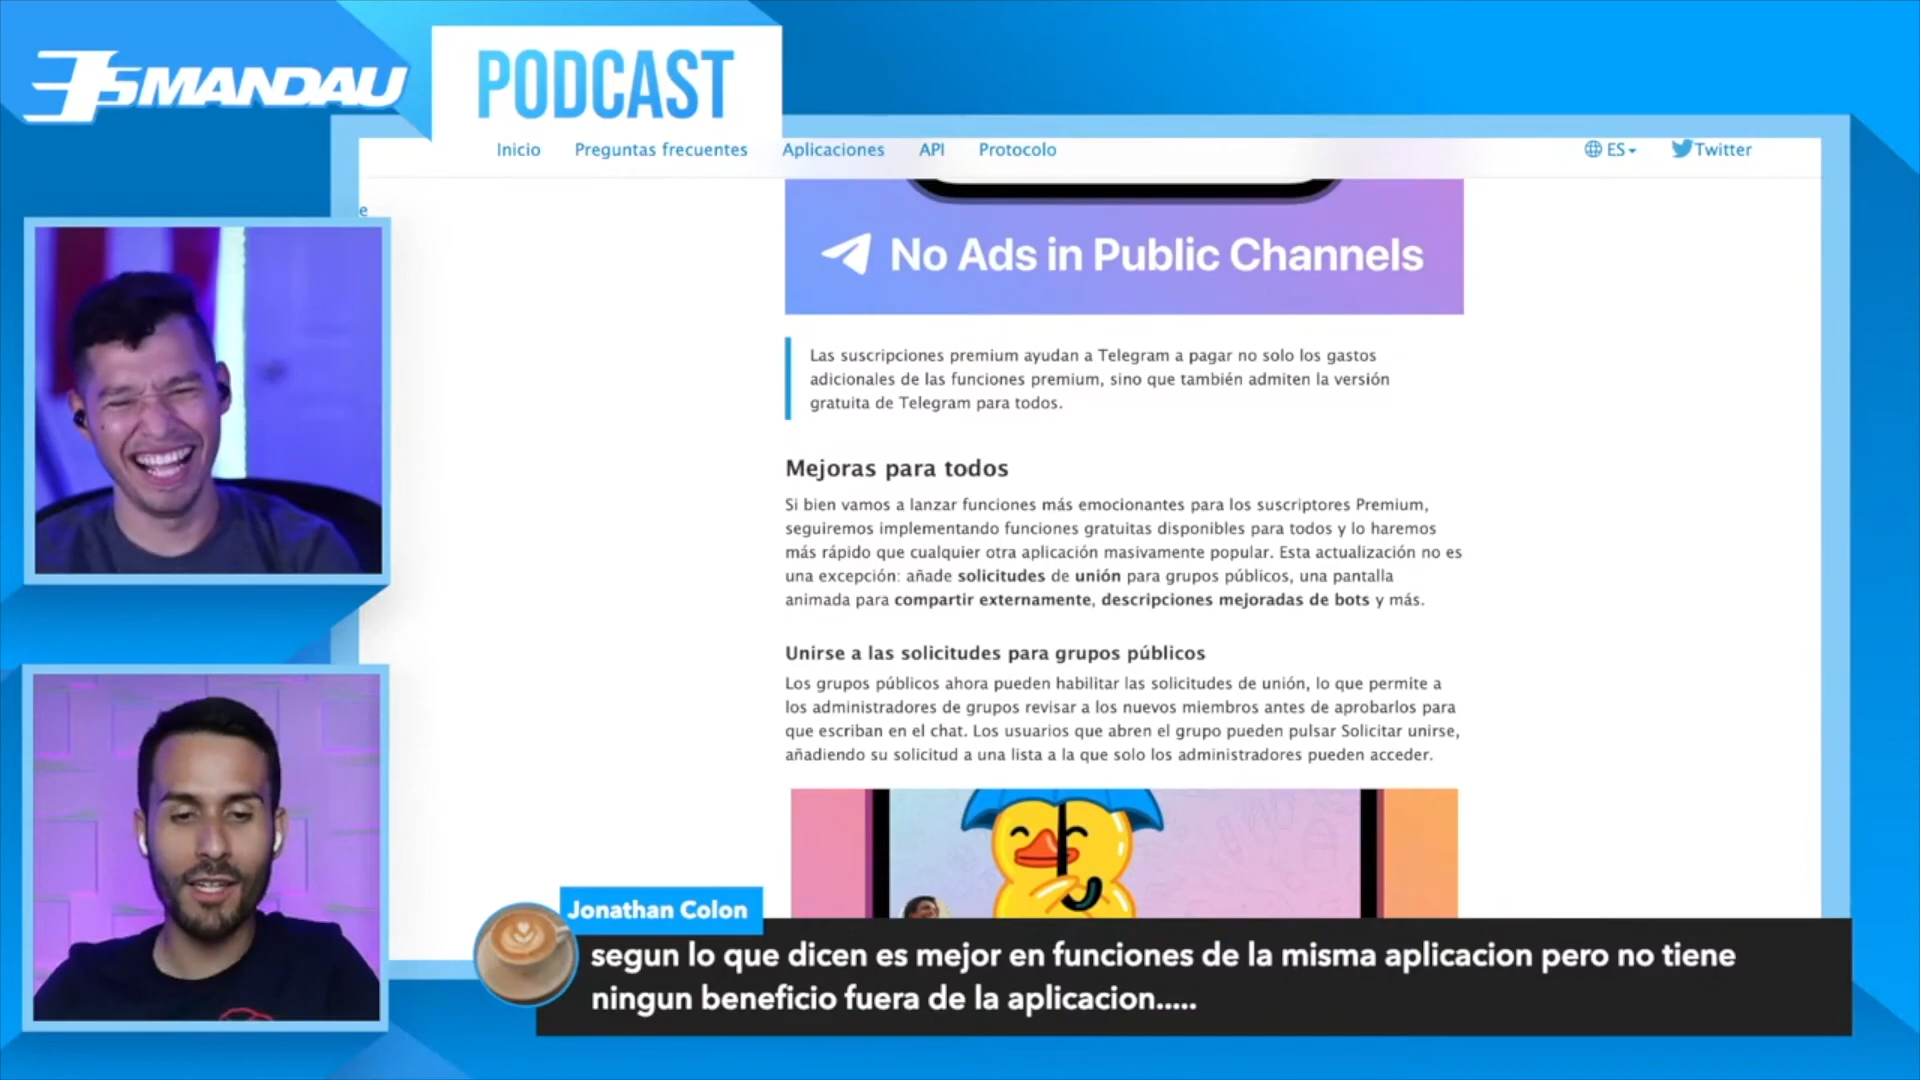 ESMANDAU
PODCAST
Inicio Preguntas frecuentes Aplicaciones API Protocolo ES Twitter
e
No Ads in Public Channels
Las suscripciones premium ayudan a Telegram a pagar no solo los gastos
adicionales de las funciones premium, sino que también admiten la versión
gratuita de Telegram para todos.
Mejoras para todos
Si bien vamos a lanzar funciones más emocionantes para los suscriptores Premium,
seguiremos implementando funciones gratuitas disponibles para todos y lo haremos
más rápido que cualquier otra aplicación masivamente popular. Esta actualización no es
una excepción: añade solicitudes de unión para grupos públicos, una pantalla
animada para compartir externamente, descripciones mejoradas de bots y más.
Unirse a las solicitudes para grupos públicos
Los grupos públicos ahora pueden habilitar las solicitudes de unión, lo que permite a
los administradores de grupos revisar a los nuevos miembros antes de aprobarlos para
que escriban en el chat. Los usuarios que abren el grupo pueden pulsar Solicitar unirse,
añadiendo su solicitud a una lista a la que solo los administradores pueden acceder.
Jonathan Colon
segun lo que dicen es mejor en funciones de la misma aplicacion pero no tiene
ningun beneficio fuera de la aplicacion.....